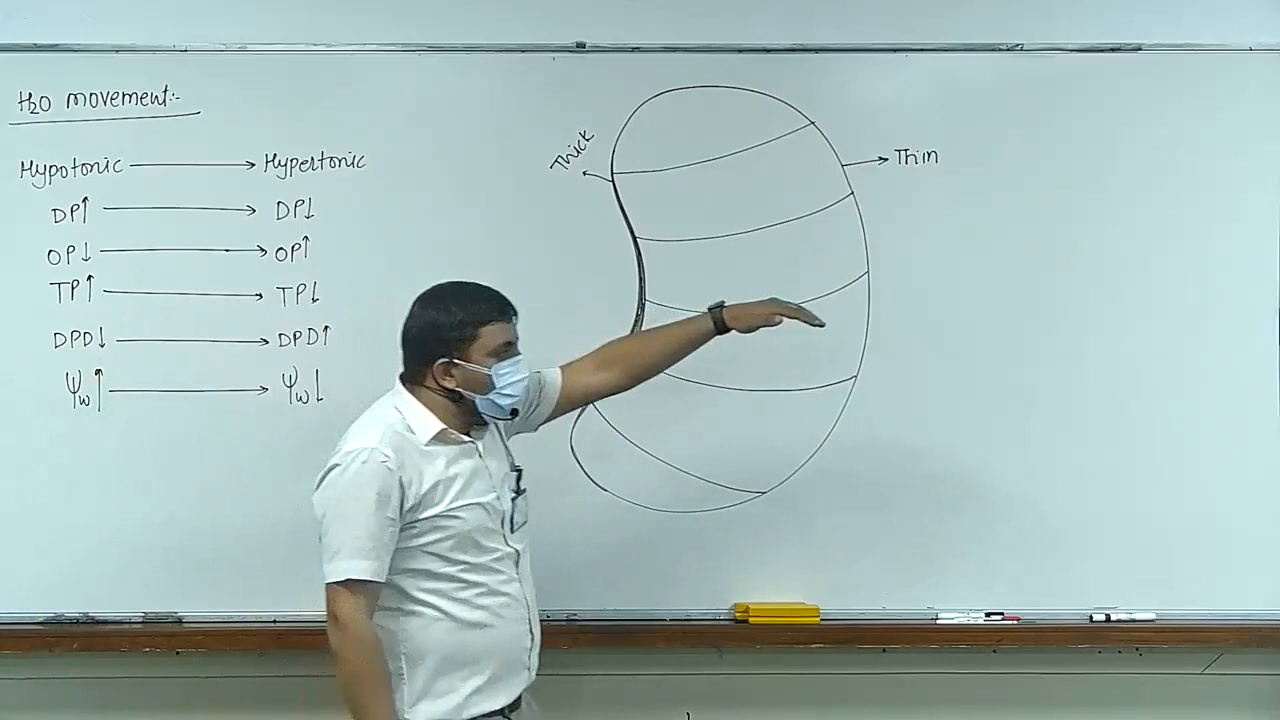 H2O movement:-
Hypotonic → Hypertonic
DP↑ → DP↓
OP↓ → OP↑
TP↑ → TP↓
DPD↓ → DPD↑
Ψw↑ → Ψw↓
Thick
Thin